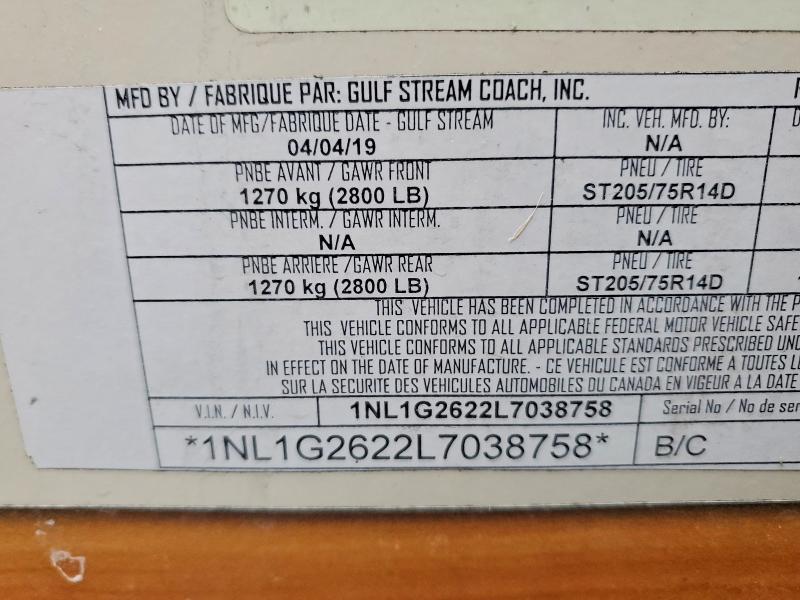 MFD BY / FABRIQUE PAR: GULF STREAM COACH, INC.
DATE OF MFG/FABRIQUE DATE - GULF STREAM INC. VEH. MFD. BY:
04/04/19 N/A
PNBE AVANT / GAWR FRONT PNEU / TIRE
1270 kg (2800 LB) ST205/75R14D
PNBE INTERM. / GAWR INTERM. PNEU / TIRE
N/A N/A
PNBE ARRIERE /GAWR REAR PNEU / TIRE
1270 kg (2800 LB) ST205/75R14D
THIS VEHICLE HAS BEEN COMPLETED IN ACCORDANCE WITH THE P
THIS VEHICLE CONFORMS TO ALL APPLICABLE FEDERAL MOTOR VEHICLE SAFE
THIS VEHICLE CONFORMS TO ALL APPLICABLE STANDARDS PRESCRIBED UND
IN EFFECT ON THE DATE OF MANUFACTURE. - CE VEHICULE EST CONFORME A TOUTES LE
SUR LA SECURITE DES VEHICULES AUTOMOBILES DU CANADA EN VIGEUR A LA DATE
V.I.N. / N.I.V. 1NL1G2622L7038758 Serial No / No de ser
*1NL1G2622L7038758* B/C